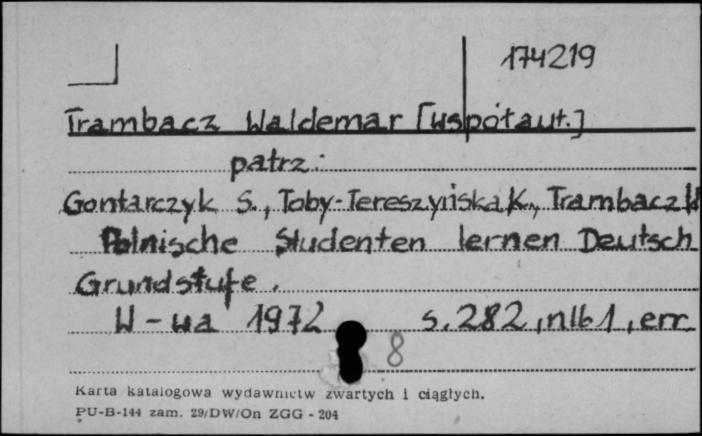 174219
Trambacz Waldemar [współaut.]
patrz:
Gontarczyk S., Toby-Tereszyńska K., Trambacz W
Polnische Studenten lernen Deutsch
Grundstufe.
W-wa 1972 s. 282, nlb 1, err
8
Karta katalogowa wydawnictw zwartych i ciągłych.
PU-B-144 zam. 29/DW/On ZGG - 204